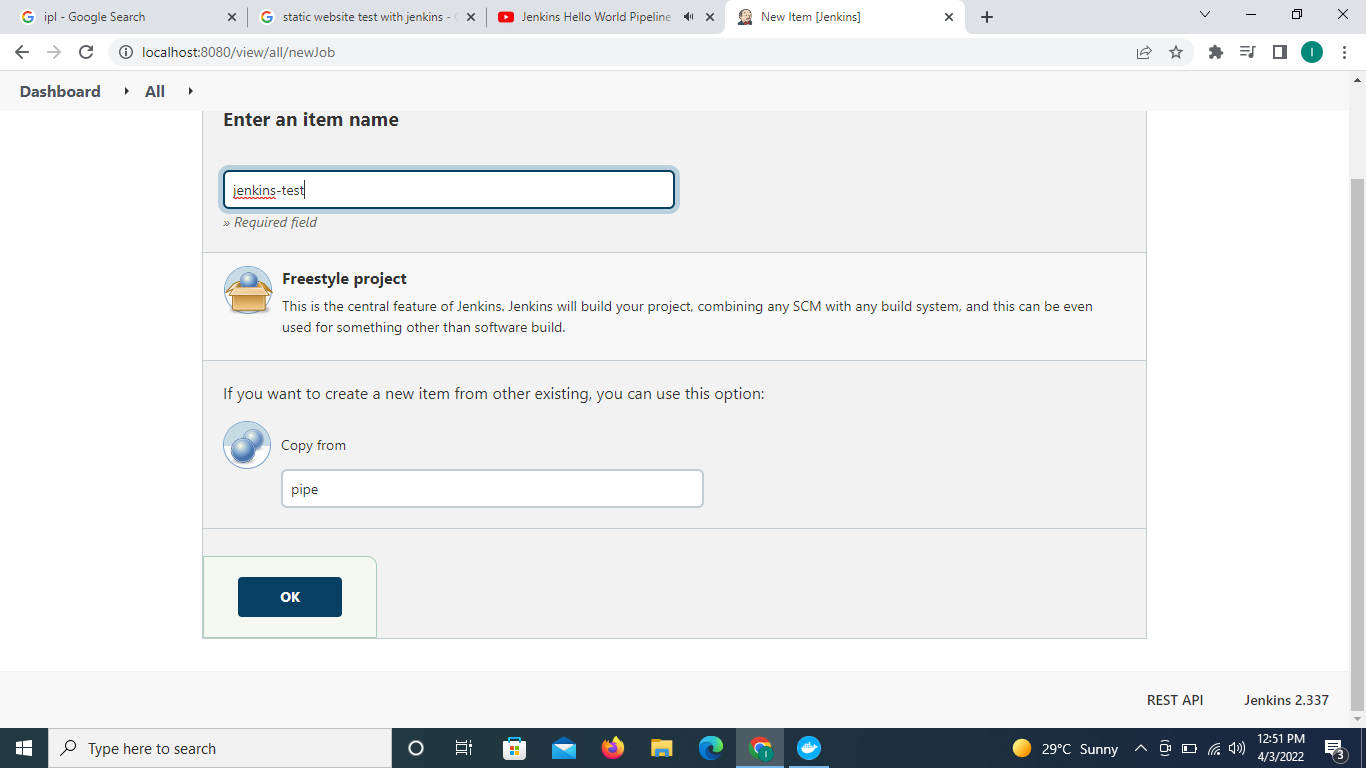 ipl - Google Search
static website test with jenkins -
Jenkins Hello World Pipeline
New Item [Jenkins]
localhost:8080/view/all/newJob
I
Dashboard
All
Enter an item name
jenkins-test
» Required field
Freestyle project
This is the central feature of Jenkins. Jenkins will build your project, combining any SCM with any build system, and this can be even
used for something other than software build.
If you want to create a new item from other existing, you can use this option:
Copy from
pipe
OK
REST API
Jenkins 2.337
Type here to search
I
29°C Sunny
12:51 PM
4/3/2022
3